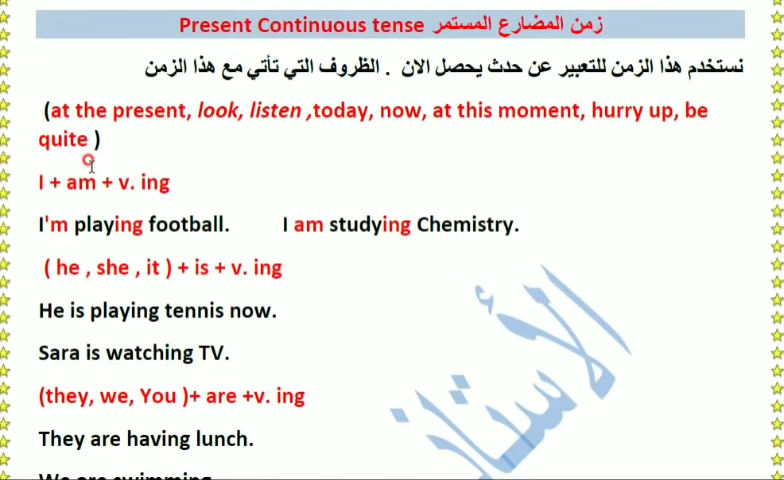 Present Continuous tense زمن المضارع المستمر
نستخدم هذا الزمن للتعبير عن حدث يحصل الان . الظروف التي تأتي مع هذا الزمن
(at the present, look, listen ,today, now, at this moment, hurry up, be
quite )
I + am + v. ing
I'm playing football. I am studying Chemistry.
( he , she , it ) + is + v. ing
He is playing tennis now.
Sara is watching TV.
(they, we, You )+ are +v. ing
They are having lunch.
We are swimming.